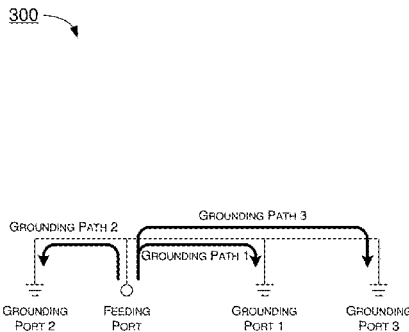 300
GROUNDING PATH 3
GROUNDING PATH 2
GROUNDING PATH 1
GROUNDING PORT 2
FEEDING PORT
GROUNDING PORT 1
GROUNDING PORT 3